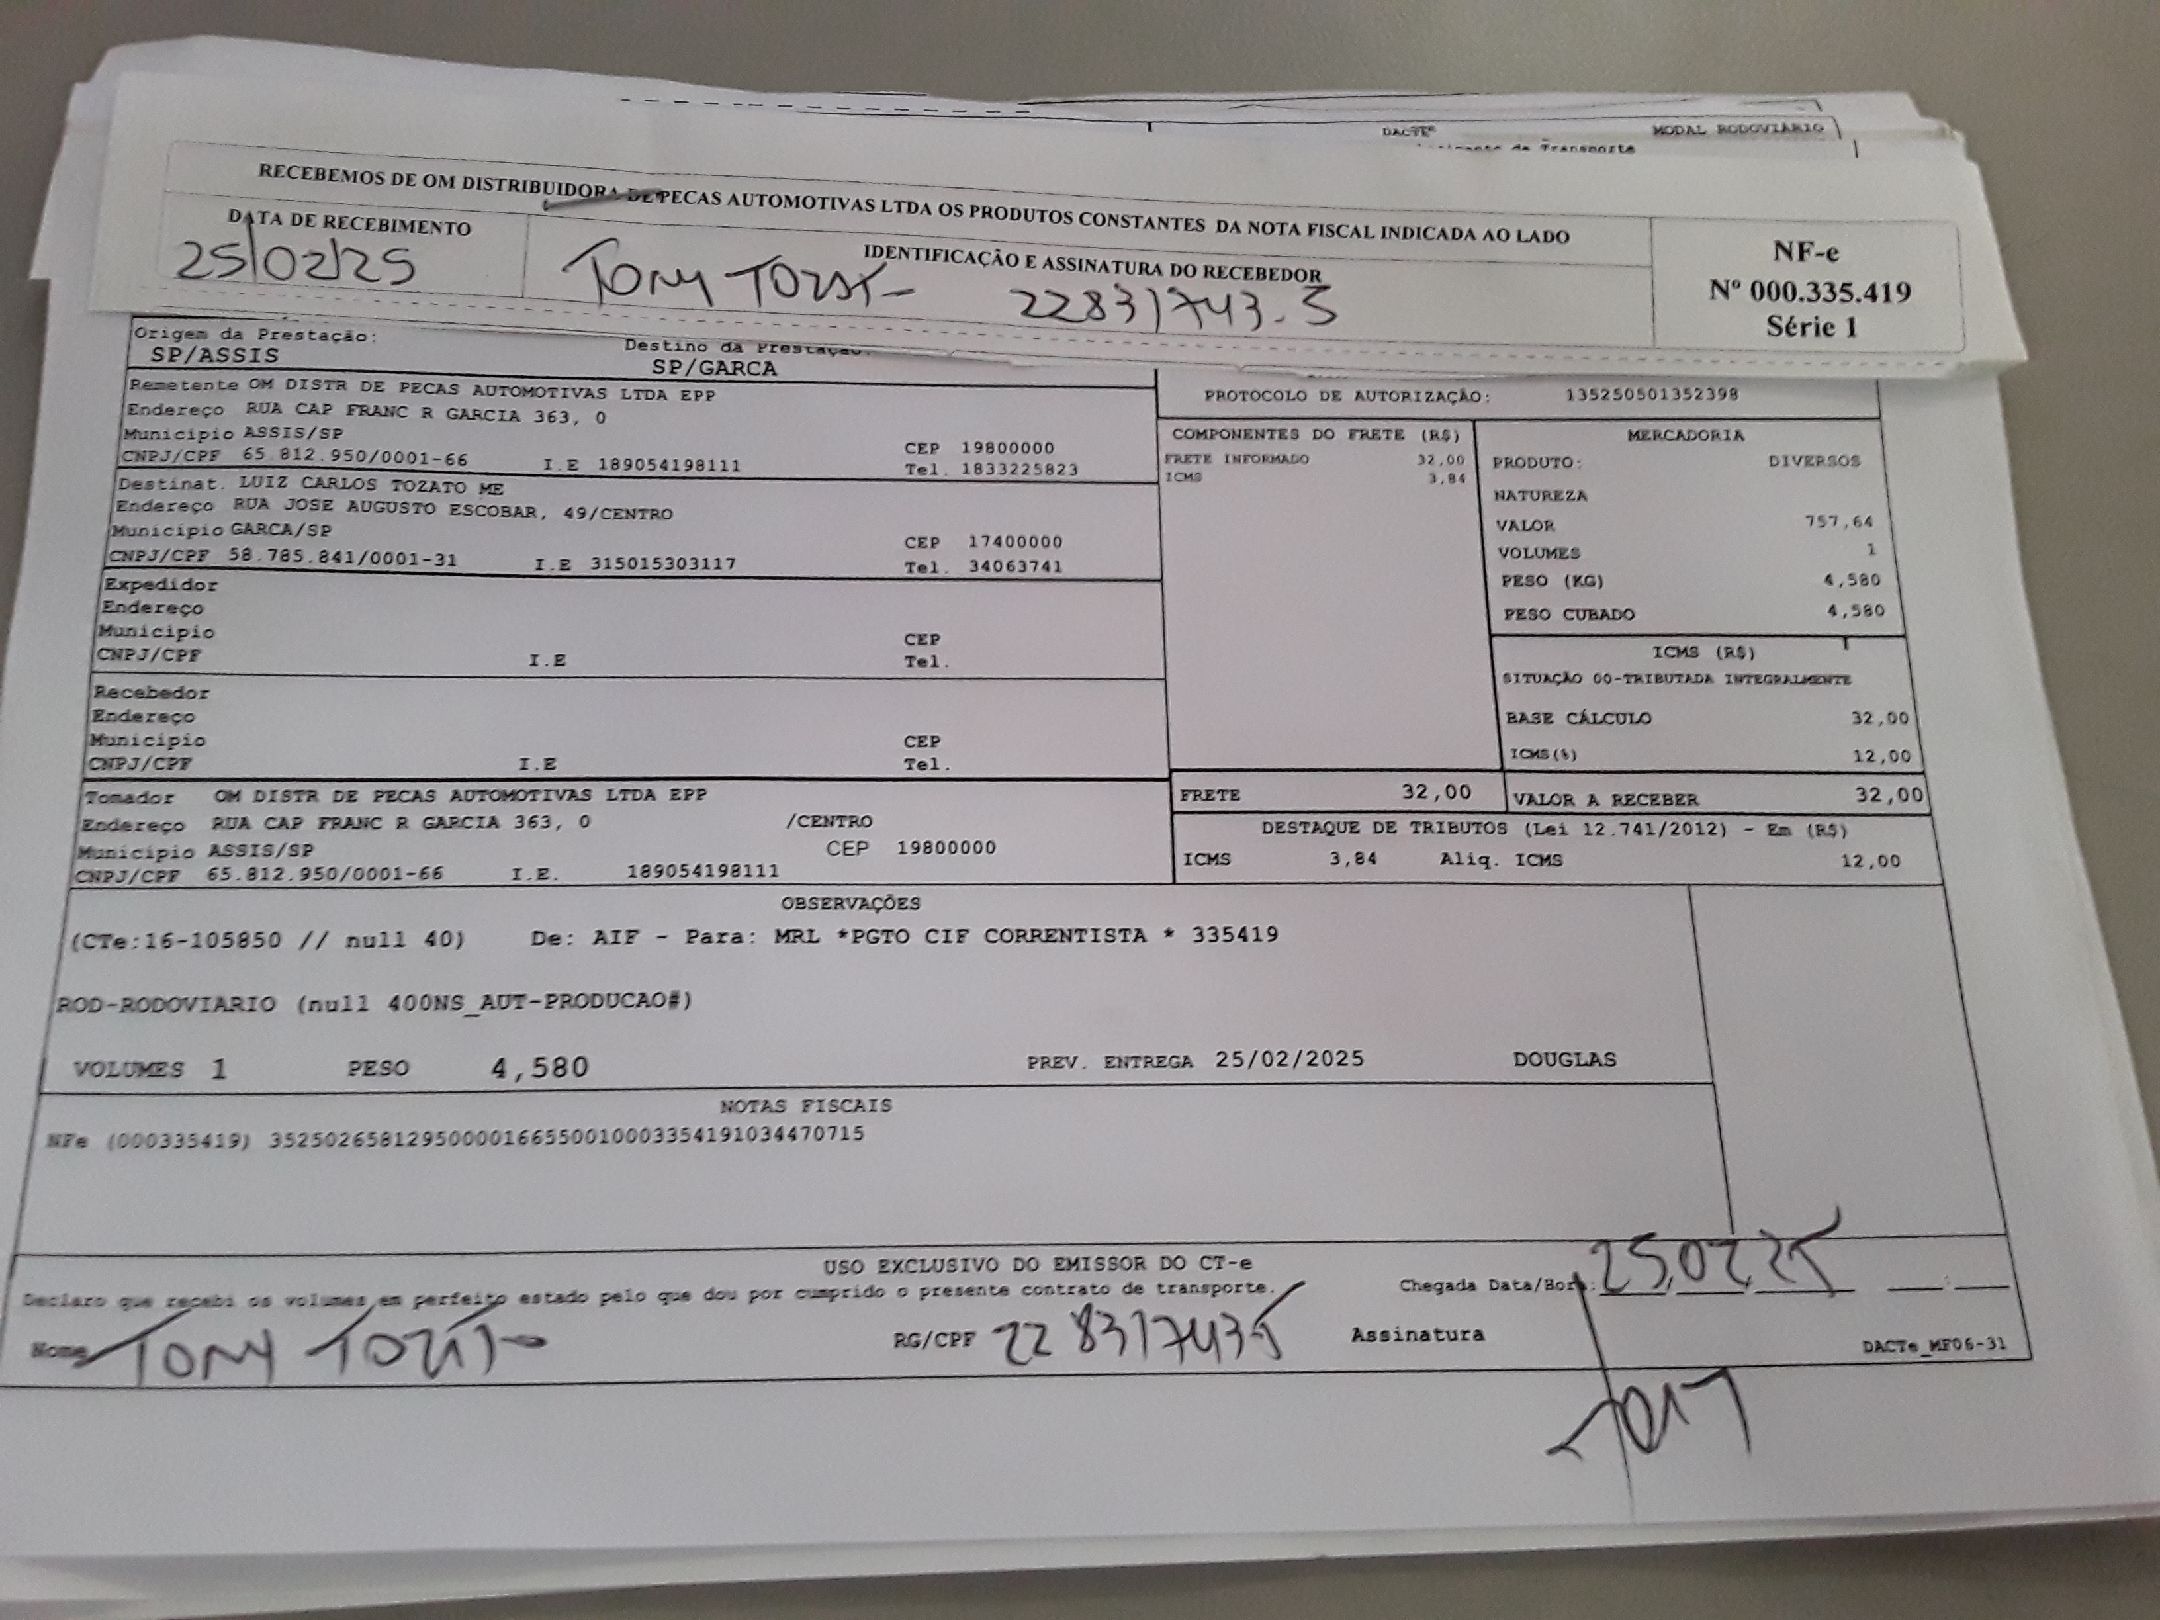 DACTE MODAL RODOVIÁRIO
de Transporte
RECEBEMOS DE OM DISTRIBUIDORA DE PECAS AUTOMOTIVAS LTDA OS PRODUTOS CONSTANTES DA NOTA FISCAL INDICADA AO LADO
DATA DE RECEBIMENTO
25/02/25
IDENTIFICAÇÃO E ASSINATURA DO RECEBEDOR
TONY 22831743-5
NF-e
Nº 000.335.419
Série 1
Origem da Prestação:
SP/ASSIS
Destino da Prestação:
SP/GARCA
Remetente OM DISTR DE PECAS AUTOMOTIVAS LTDA EPP
Endereço RUA CAP FRANC R GARCIA 363, 0
Município ASSIS/SP CEP 19800000
CNPJ/CPF 65.812.950/0001-66 I.E 189054198111 Tel. 1833225823
Destinat. LUIZ CARLOS TOZATO ME
Endereço RUA JOSE AUGUSTO ESCOBAR, 49/CENTRO
Município GARCA/SP CEP 17400000
CNPJ/CPF 58.785.841/0001-31 I.E 315015303117 Tel. 34063741
Expedidor
Endereço
Município CEP
CNPJ/CPF I.E Tel.
Recebedor
Endereço
Município CEP
CNPJ/CPF I.E Tel.
Tomador OM DISTR DE PECAS AUTOMOTIVAS LTDA EPP
Endereço RUA CAP FRANC R GARCIA 363, 0 /CENTRO
Município ASSIS/SP CEP 19800000
CNPJ/CPF 65.812.950/0001-66 I.E. 189054198111
PROTOCOLO DE AUTORIZAÇÃO: 135250501352398
COMPONENTES DO FRETE (R$)
FRETE INFORMADO 32,00
ICMS 3,84
MERCADORIA
PRODUTO: DIVERSOS
NATUREZA
VALOR 757,64
VOLUMES 1
PESO (KG) 4,580
PESO CUBADO 4,580
ICMS (R$)
SITUAÇÃO 00-TRIBUTADA INTEGRALMENTE
BASE CÁLCULO 32,00
ICMS(%) 12,00
FRETE 32,00 VALOR A RECEBER 32,00
DESTAQUE DE TRIBUTOS (Lei 12.741/2012) - Em (R$)
ICMS 3,84 Aliq. ICMS 12,00
OBSERVAÇÕES
(CTe:16-105850 // null 40) De: AIF - Para: MRL *PGTO CIF CORRENTISTA * 335419
ROD-RODOVIARIO (null 400NS_AUT-PRODUCAO#)
VOLUMES 1 PESO 4,580 PREV. ENTREGA 25/02/2025 DOUGLAS
NOTAS FISCAIS
NFe (000335419) 35250265812950000166550010003354191034470715
USO EXCLUSIVO DO EMISSOR DO CT-e
Declaro que recebi os volumes em perfeito estado pelo que dou por cumprido o presente contrato de transporte.
Chegada Data/Hora: 25.02.25
Nome TONY RG/CPF 228317435 Assinatura
DACTe_MF06-31